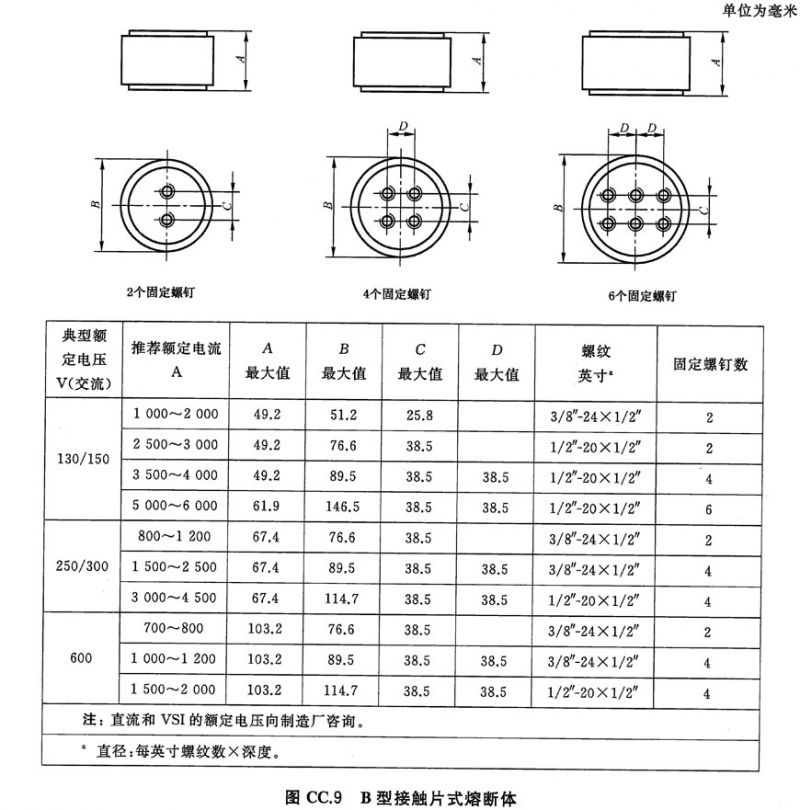 单位为毫米
A
A
A
D
D
D
B
C
B
C
B
C
2个固定螺钉
4个固定螺钉
6个固定螺钉
典型额定电压 V(交流) 推荐额定电流 A A 最大值 B 最大值 C 最大值 D 最大值 螺纹 英寸ᵃ 固定螺钉数
130/150 1 000～2 000 49.2 51.2 25.8 3/8″-24×1/2″ 2
2 500～3 000 49.2 76.6 38.5 1/2″-20×1/2″ 2
3 500～4 000 49.2 89.5 38.5 38.5 1/2″-20×1/2″ 4
5 000～6 000 61.9 146.5 38.5 38.5 1/2″-20×1/2″ 6
250/300 800～1 200 67.4 76.6 38.5 3/8″-24×1/2″ 2
1 500～2 500 67.4 89.5 38.5 38.5 3/8″-24×1/2″ 4
3 000～4 500 67.4 114.7 38.5 38.5 1/2″-20×1/2″ 4
600 700～800 103.2 76.6 38.5 3/8″-24×1/2″ 2
1 000～1 200 103.2 89.5 38.5 38.5 3/8″-24×1/2″ 4
1 500～2 000 103.2 114.7 38.5 38.5 1/2″-20×1/2″ 4
注：直流和VSI的额定电压向制造厂咨询。
ᵃ 直径：每英寸螺纹数×深度。
图 CC.9 B型接触片式熔断体